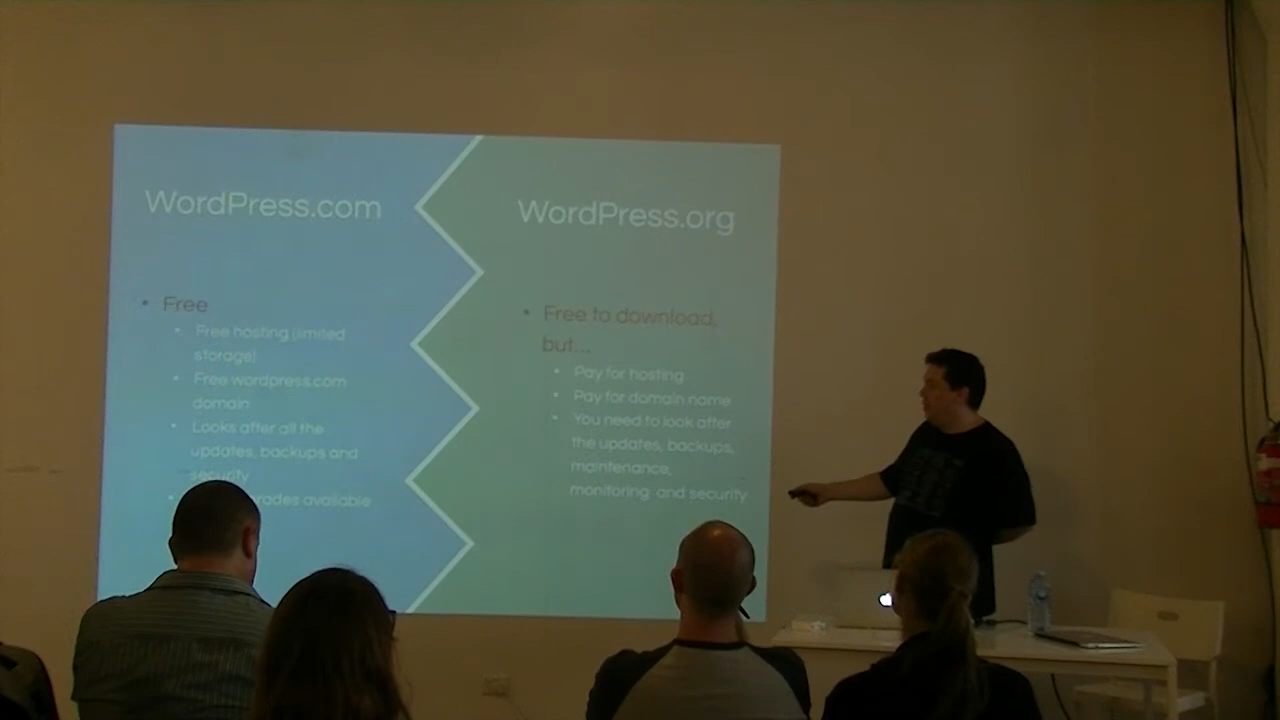 WordPress.com
• Free
• Free hosting (limited
storage)
• Free wordpress.com
domain
• Looks after all the
updates, backups and
security
available
WordPress.org
• Free to download,
but...
• Pay for hosting
• Pay for domain name
• You need to look after
the updates, backups,
maintenance,
monitoring and security